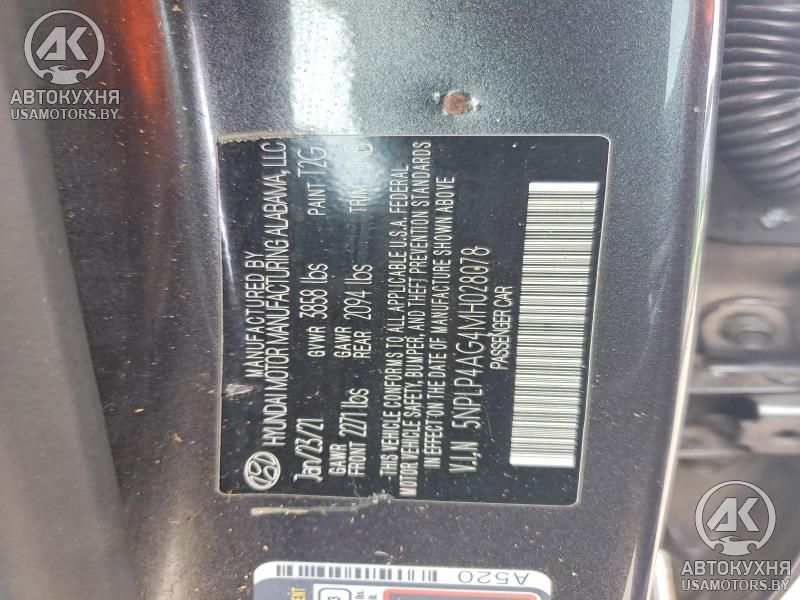 AK
АВТОКУХНЯ
USAMOTORS.BY
MANUFACTURED BY
HYUNDAI MOTOR MANUFACTURING ALABAMA, LLC
Jan/23/21 GVWR 3858 lbs PAINT T2G
GAWR FRONT 2271 lbs GAWR REAR 2094 lbs TRIM
THIS VEHICLE CONFORMS TO ALL APPLICABLE U.S.A. FEDERAL
MOTOR VEHICLE SAFETY, BUMPER, AND THEFT PREVENTION STANDARDS
IN EFFECT ON THE DATE OF MANUFACTURE SHOWN ABOVE
V.I.N 5NPLP4AG4MH028078
PASSENGER CAR
A520
AK
АВТОКУХНЯ
USAMOTORS.BY